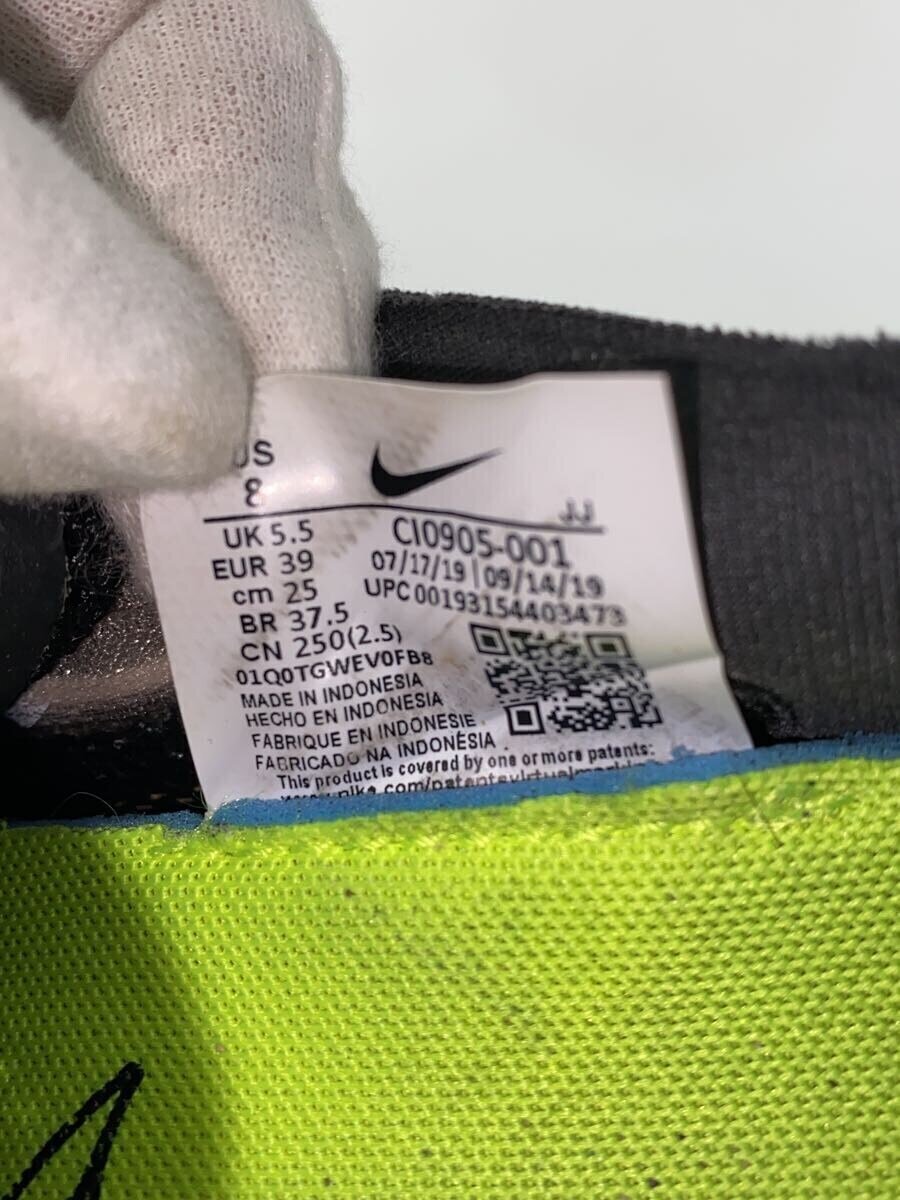 US
8
JJ
UK 5.5
EUR 39
cm 25
BR 37.5
CN 250(2.5)
CI0905-001
07/17/19|09/14/19
UPC 00193154403473
01Q0TGWEV0FB8
MADE IN INDONESIA
HECHO EN INDONESIA
FABRIQUE EN INDONESIE
FABRICADO NA INDONÉSIA
This product is covered by one or more patents: